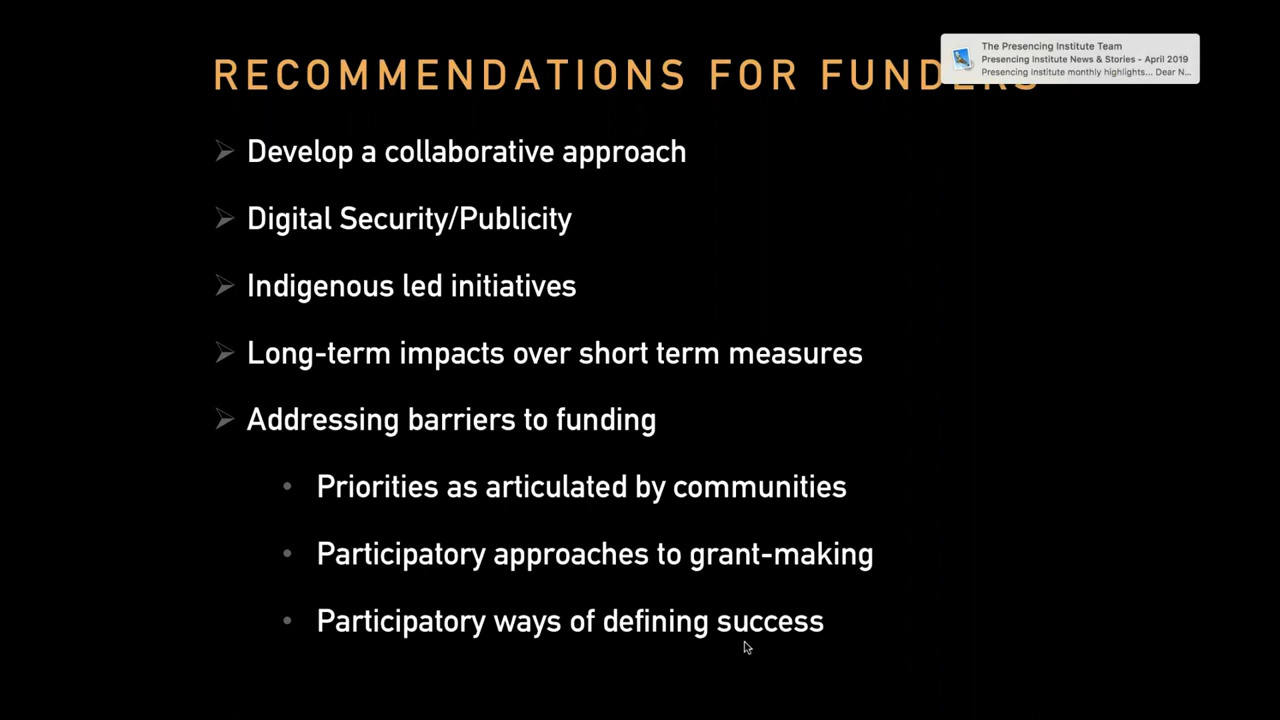 RECOMMENDATIONS FOR FUNDERS
The Presencing Institute Team
Presencing Institute News & Stories - April 2019
Presencing Institute monthly highlights... Dear N...
Develop a collaborative approach
Digital Security/Publicity
Indigenous led initiatives
Long-term impacts over short term measures
Addressing barriers to funding
Priorities as articulated by communities
Participatory approaches to grant-making
Participatory ways of defining success